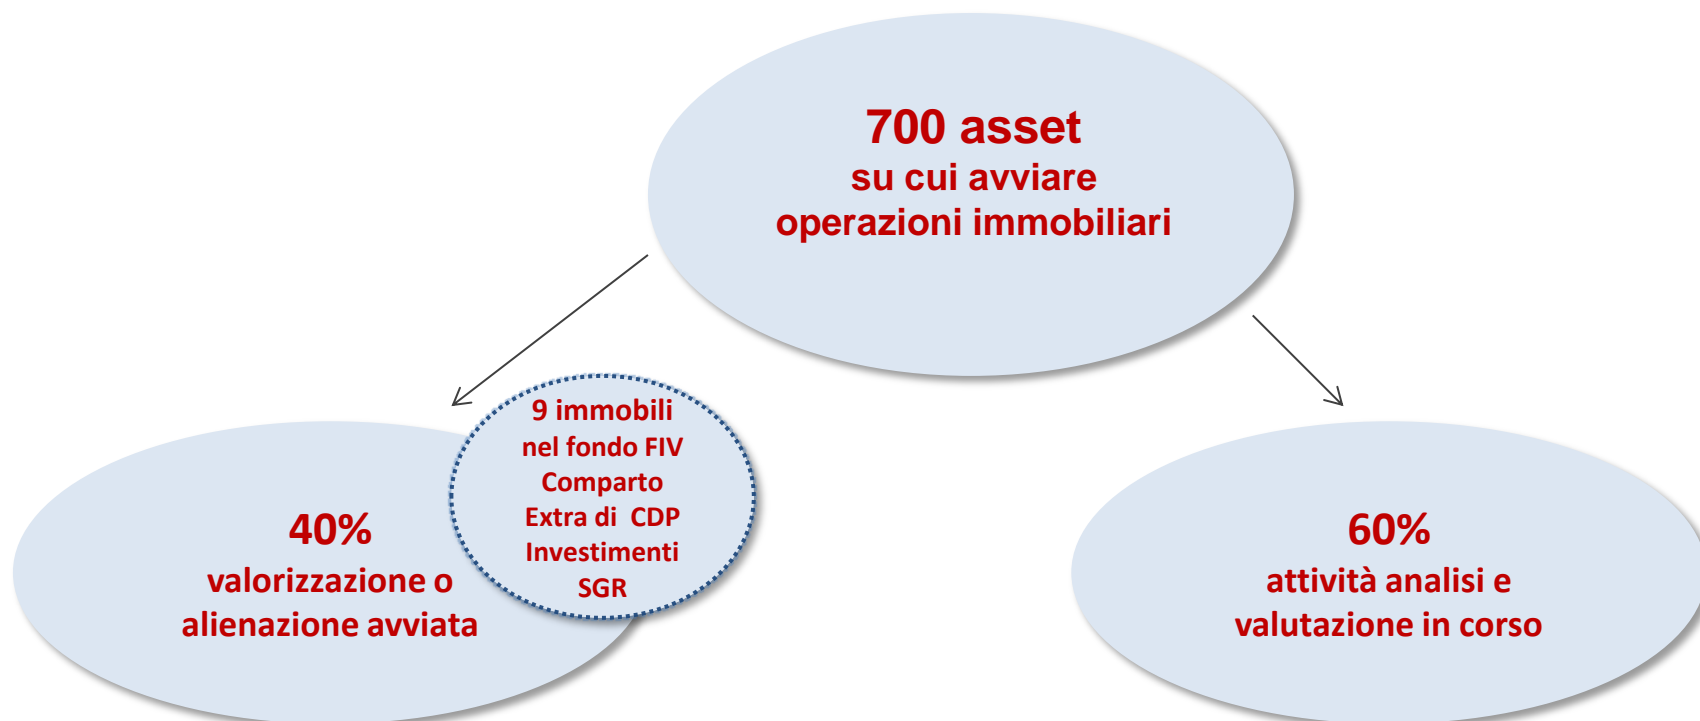 700 asset
su cui avviare
operazioni immobiliari
9 immobili
nel fondo FIV
Comparto
Extra di  CDP
Investimenti
SGR
40%
valorizzazione o
alienazione avviata
60%
attività analisi e
valutazione in corso